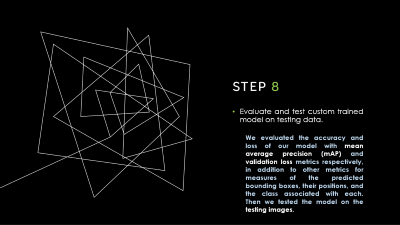 STEP 8
• Evaluate and test custom trained
model on testing data.
We evaluated the accuracy and
loss of our model with mean
average precision (mAP) and
validation loss metrics respectively,
in addition to other metrics for
measures of the predicted
bounding boxes, their positions, and
the class associated with each.
Then we tested the model on the
testing images.